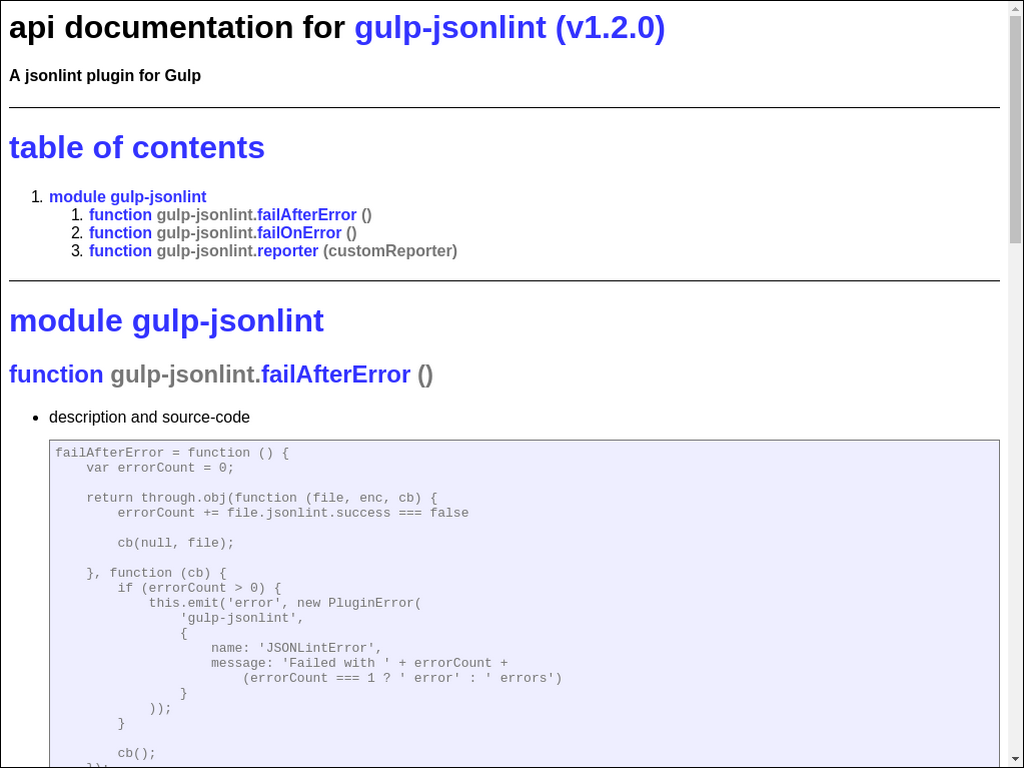 api documentation for gulp-jsonlint (v1.2.0)
A jsonlint plugin for Gulp
table of contents
1. module gulp-jsonlint
1. function gulp-jsonlint.failAfterError ()
2. function gulp-jsonlint.failOnError ()
3. function gulp-jsonlint.reporter (customReporter)
module gulp-jsonlint
function gulp-jsonlint.failAfterError ()
• description and source-code
failAfterError = function () {
    var errorCount = 0;
    return through.obj(function (file, enc, cb) {
        errorCount += file.jsonlint.success === false
        cb(null, file);
    }, function (cb) {
        if (errorCount > 0) {
            this.emit('error', new PluginError(
                'gulp-jsonlint',
                {
                    name: 'JSONLintError',
                    message: 'Failed with ' + errorCount +
                        (errorCount === 1 ? ' error' : ' errors')
                }
            ));
        }
        cb();
    });